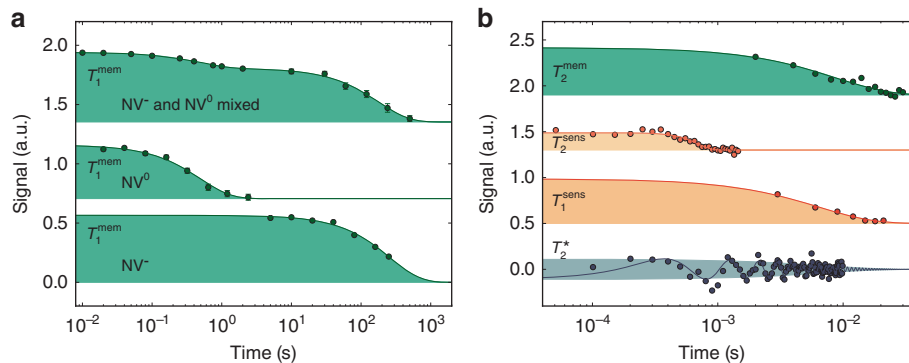 a
Signal (a.u.)
2.0
1.5
1.0
0.5
0.0
T₁ᵐᵉᵐ
NV⁻ and NV⁰ mixed
T₁ᵐᵉᵐ
NV⁰
T₁ᵐᵉᵐ
NV⁻
10⁻² 10⁻¹ 10⁰ 10¹ 10² 10³
Time (s)
b
Signal (a.u.)
2.5
2.0
1.5
1.0
0.5
0.0
T₂ᵐᵉᵐ
T₂ˢᵉⁿˢ
T₁ˢᵉⁿˢ
T₂*
10⁻⁴ 10⁻³ 10⁻²
Time (s)